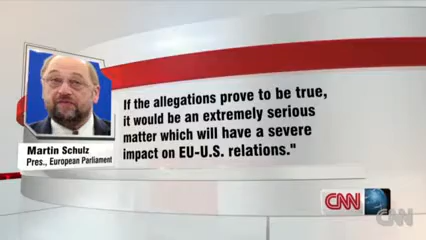 If the allegations prove to be true,
it would be an extremely serious
matter which will have a severe
impact on EU-U.S. relations."
Martin Schulz
Pres., European Parliament
CNN
CNN